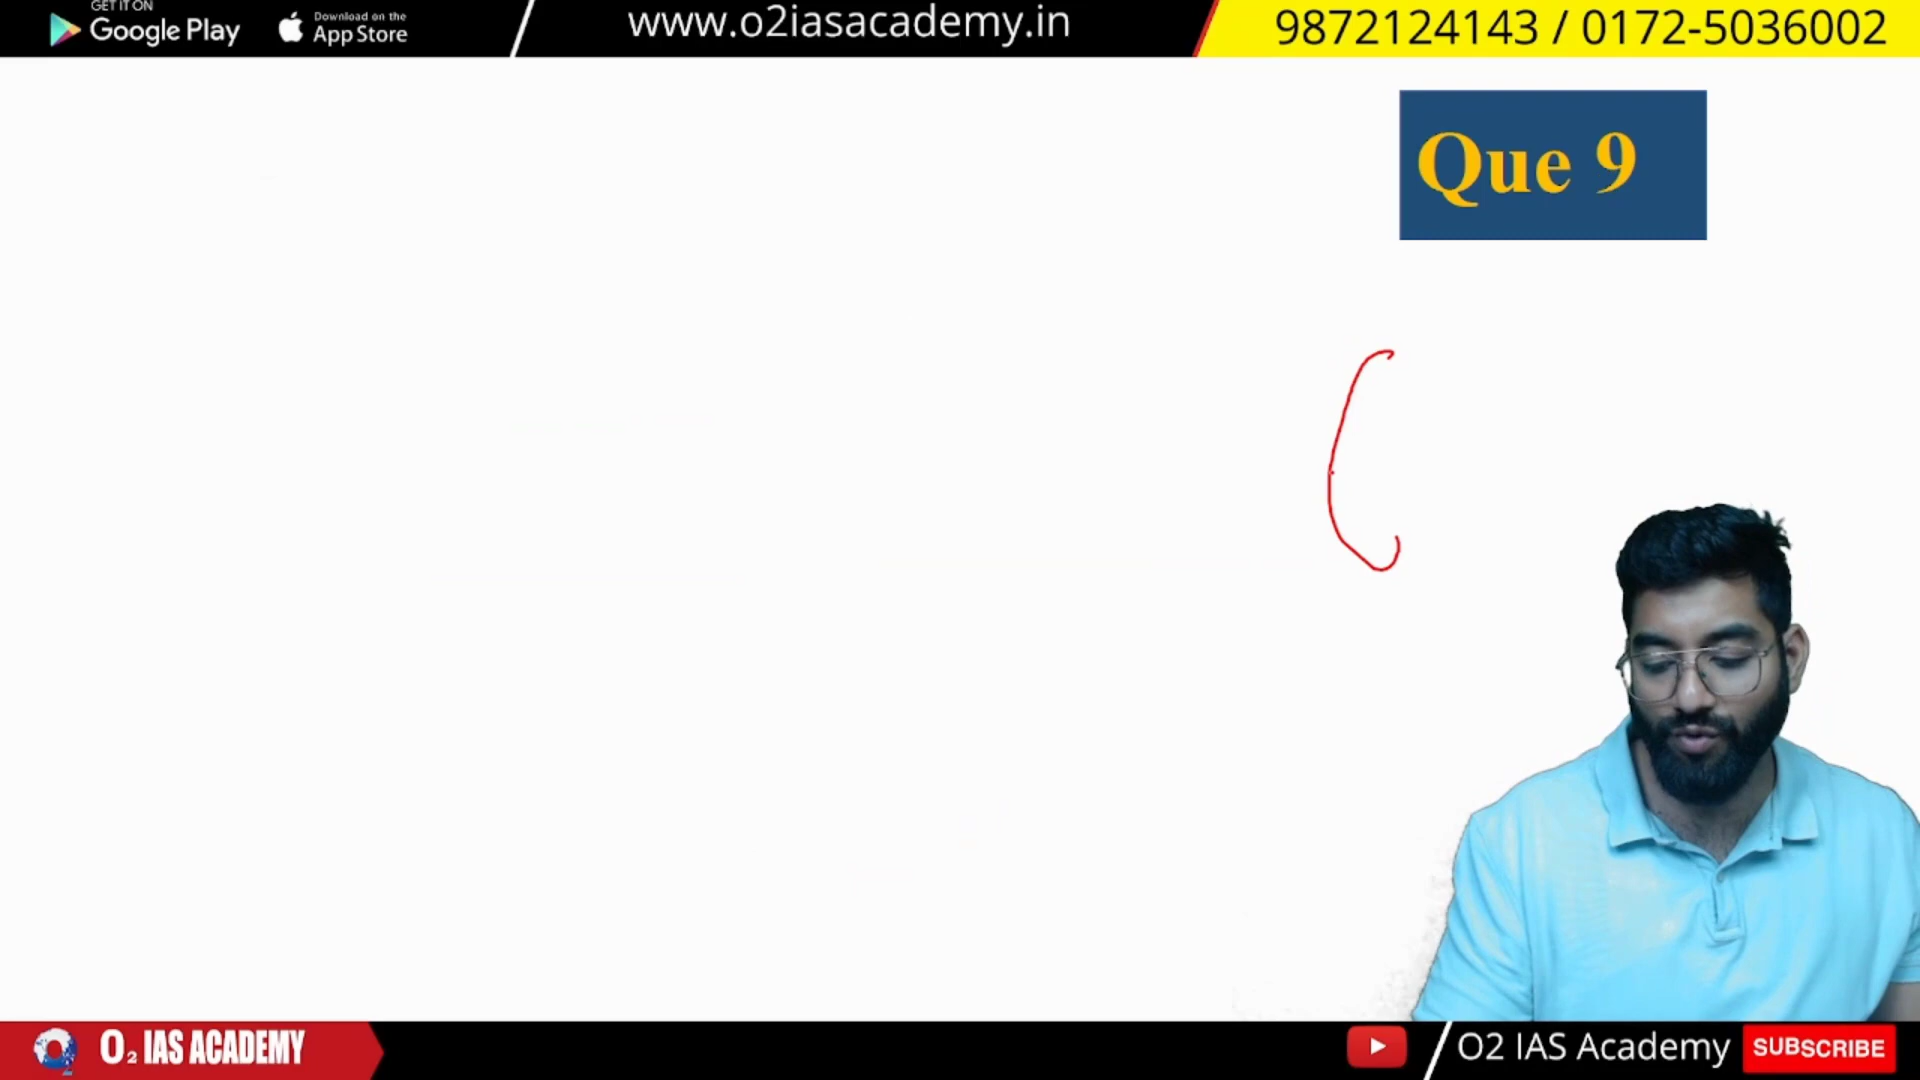 GET IT ON
Google Play
Download on the
App Store
www.o2iasacademy.in
9872124143 / 0172-5036002
Que 9
O₂ IAS ACADEMY
O2 IAS Academy
SUBSCRIBE